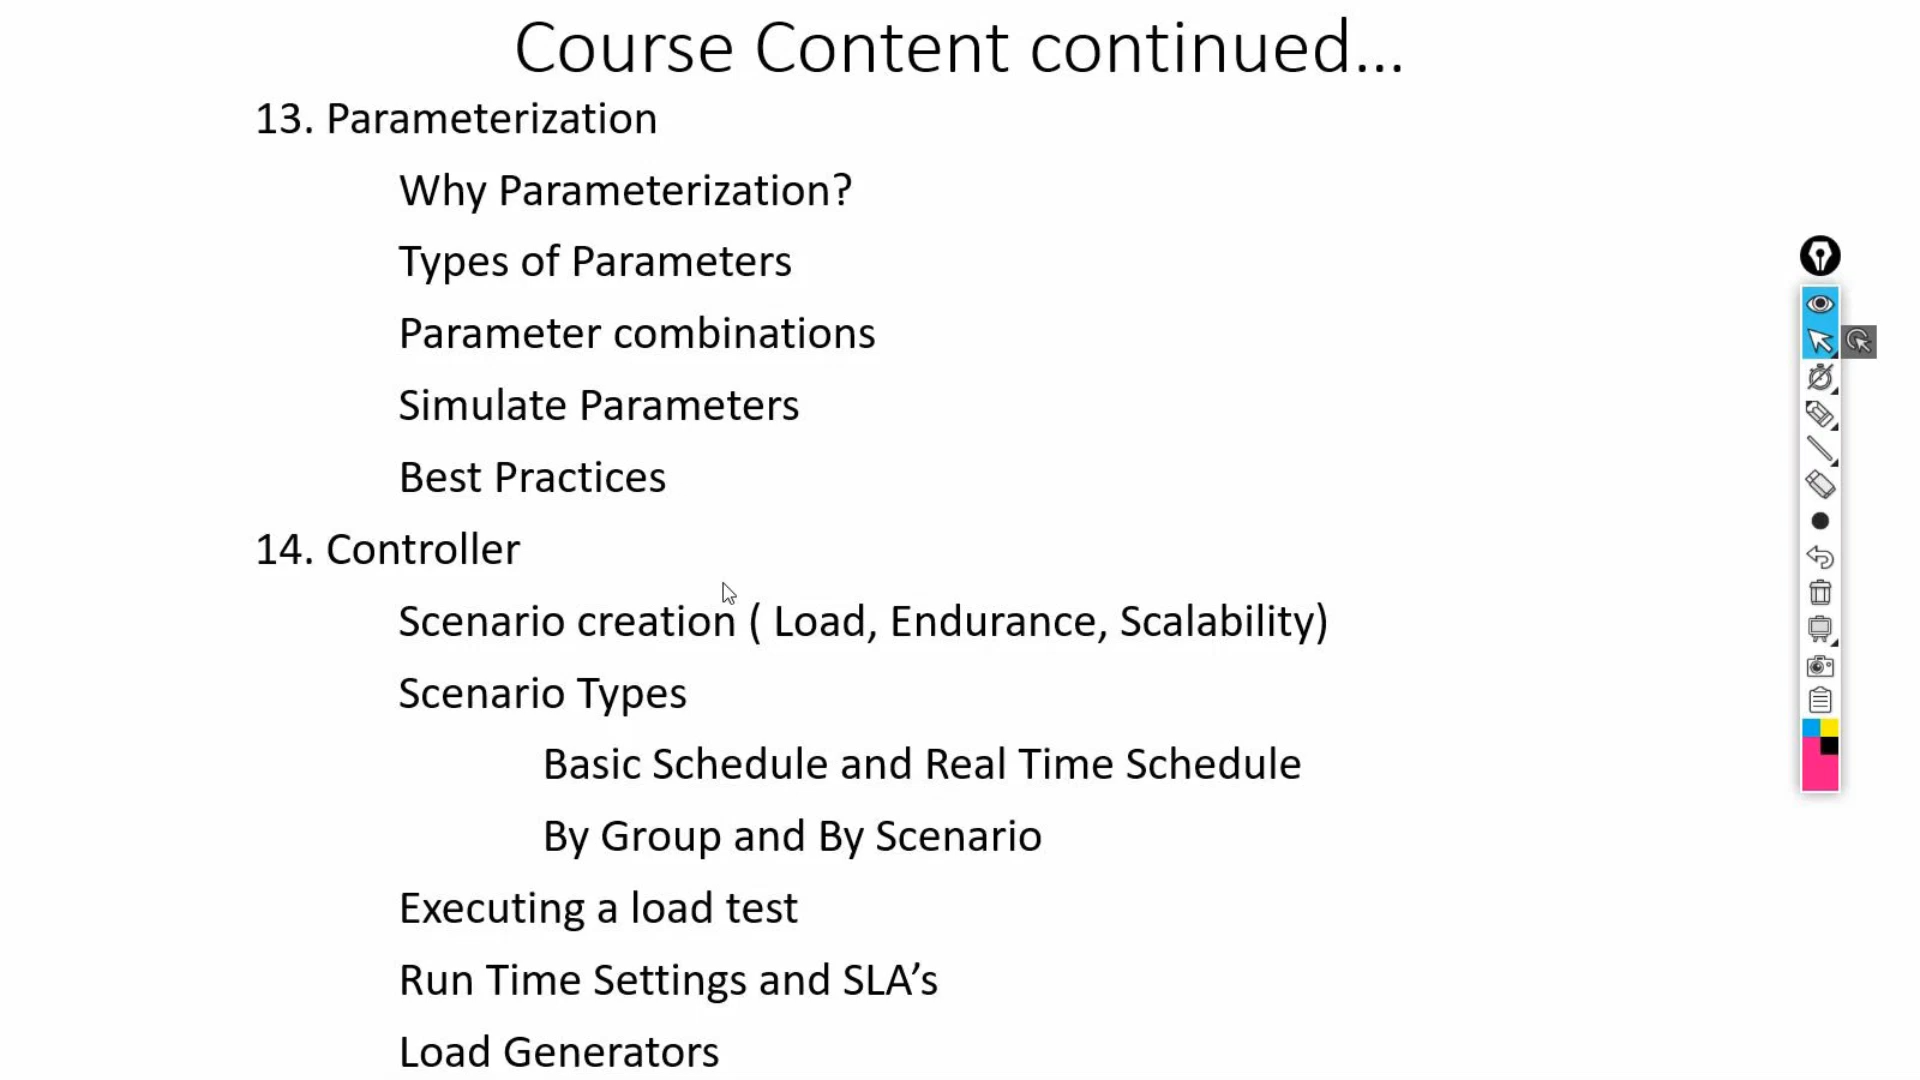 Course Content continued...
13. Parameterization
Why Parameterization?
Types of Parameters
Parameter combinations
Simulate Parameters
Best Practices
14. Controller
Scenario creation ( Load, Endurance, Scalability)
Scenario Types
Basic Schedule and Real Time Schedule
By Group and By Scenario
Executing a load test
Run Time Settings and SLA’s
Load Generators